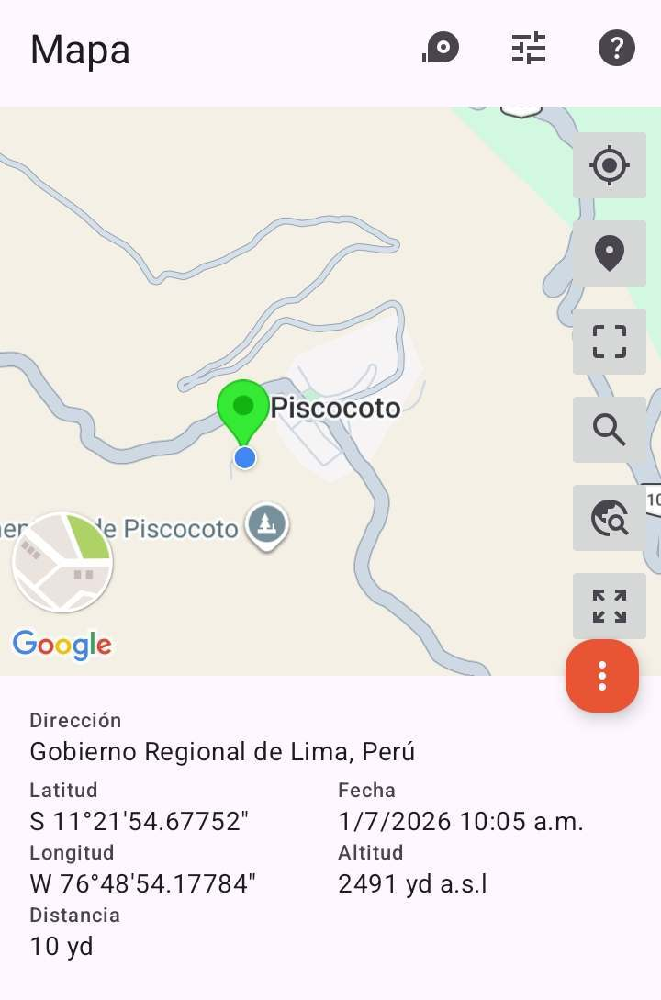 Mapa
Piscocoto
de Piscocoto
10
Google
Dirección
Gobierno Regional de Lima, Perú
Latitud
S 11°21'54.67752"
Fecha
1/7/2026 10:05 a.m.
Longitud
W 76°48'54.17784"
Altitud
2491 yd a.s.l
Distancia
10 yd